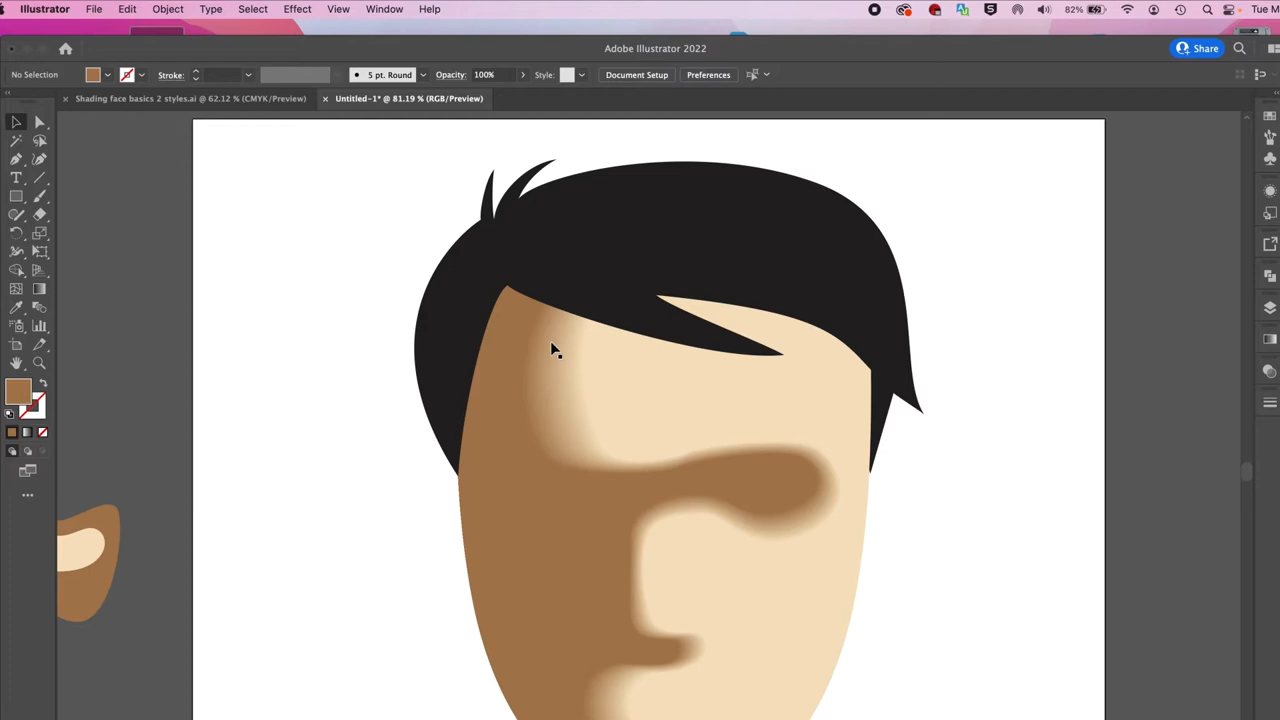 Illustrator File Edit Object Type Select Effect View Window Help 82% Tue M
Adobe Illustrator 2022 Share
No Selection Stroke: 5 pt. Round Opacity: 100% Style: Document Setup Preferences
Shading face basics 2 styles.ai @ 62.12 % (CMYK/Preview) Untitled-1* @ 81.19 % (RGB/Preview)